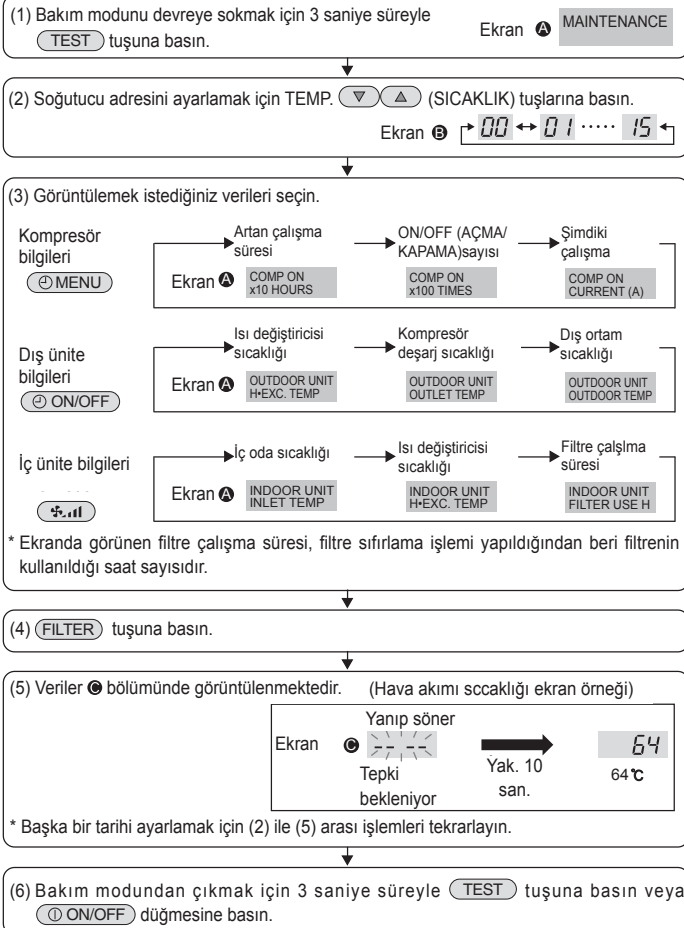 (1) Bakım modunu devreye sokmak için 3 saniye süreyle
TEST tuşuna basın.
Ekran A MAINTENANCE
(2) Soğutucu adresini ayarlamak için TEMP. ▽ △ (SICAKLIK) tuşlarına basın.
Ekran B 00 ↔ 01 ····· 15
(3) Görüntülemek istediğiniz verileri seçin.
Kompresör
bilgileri
MENU
Artan çalışma
süresi
Ekran A COMP ON
x10 HOURS
ON/OFF (AÇMA/
KAPAMA)sayısı
COMP ON
x100 TIMES
Şimdiki
çalışma
COMP ON
CURRENT (A)
Dış ünite
bilgileri
ON/OFF
Isı değiştiricisi
sıcaklığı
Ekran A OUTDOOR UNIT
H•EXC. TEMP
Kompresör
deşarj sıcaklığı
OUTDOOR UNIT
OUTLET TEMP
Dış ortam
sıcaklığı
OUTDOOR UNIT
OUTDOOR TEMP
İç ünite bilgileri
İç oda sıcaklığı
Ekran A INDOOR UNIT
INLET TEMP
Isı değiştiricisi
sıcaklığı
INDOOR UNIT
H•EXC. TEMP
Filtre çalşlma
süresi
INDOOR UNIT
FILTER USE H
* Ekranda görünen filtre çalışma süresi, filtre sıfırlama işlemi yapıldığından beri filtrenin
kullanıldığı saat sayısıdır.
(4) FILTER tuşuna basın.
(5) Veriler C bölümünde görüntülenmektedir. (Hava akımı sccaklığı ekran örneği)
Yanıp söner
Ekran C -- --
Tepki
bekleniyor
Yak. 10
san.
64
64℃
* Başka bir tarihi ayarlamak için (2) ile (5) arası işlemleri tekrarlayın.
(6) Bakım modundan çıkmak için 3 saniye süreyle TEST tuşuna basın veya
ON/OFF düğmesine basın.